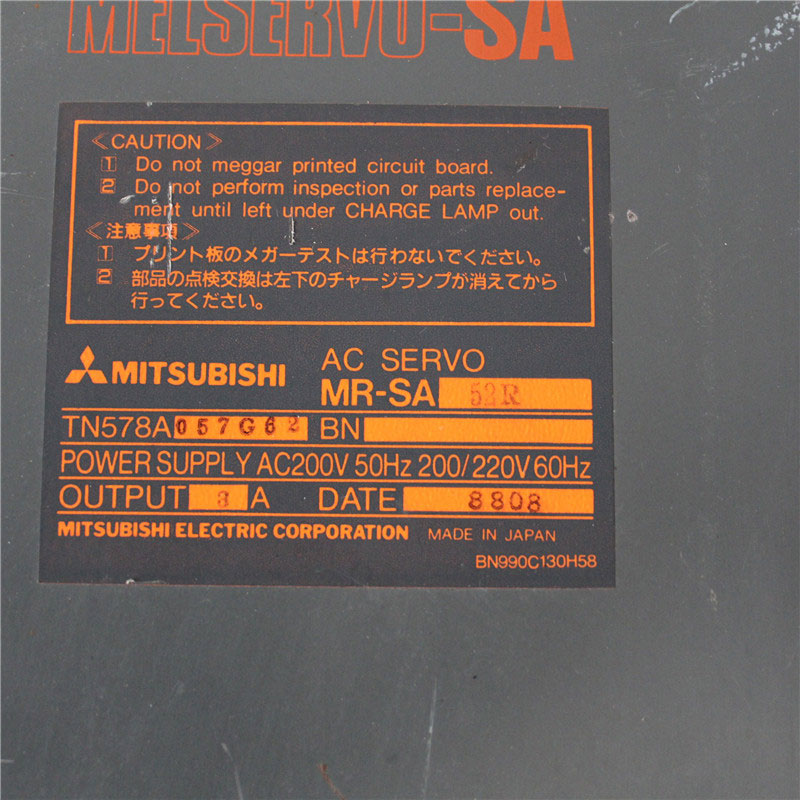 MELSERVO-SA
≪CAUTION≫
1 Do not meggar printed circuit board.
2 Do not perform inspection or parts replace-
ment until left under CHARGE LAMP out.
≪注意事項≫
1 プリント板のメガーテストは行わないでください。
2 部品の点検交換は左下のチャージランプが消えてから
行ってください。
MITSUBISHI
AC SERVO
MR-SA 52R
TN578A057G62 BN
POWER SUPPLY AC200V 50Hz 200/220V 60Hz
OUTPUT 3 A DATE 8808
MITSUBISHI ELECTRIC CORPORATION MADE IN JAPAN
BN990C130H58